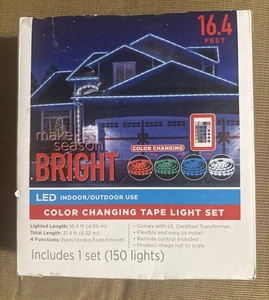 16.4
FEET
make
season
BRIGHT
COLOR CHANGING
LED INDOOR/OUTDOOR USE
COLOR CHANGING TAPE LIGHT SET
Lighted Length: 16.4 ft (4.99 m)
Total Length: 21.4 ft (6.52 m)
4 Functions: flash/strobe/fade/smooth
• Comes with UL Certified Transformer
• Flexible and easy to install
• Remote control included
• Product image not to scale
Includes 1 set (150 lights)